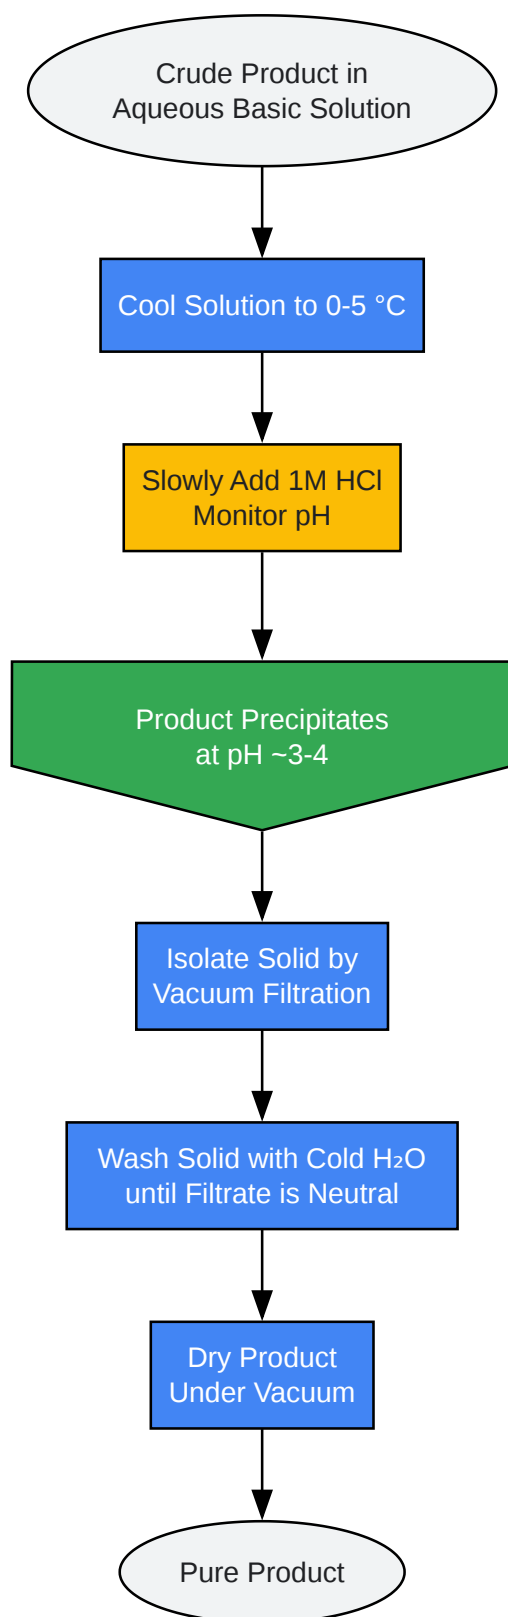 Crude Product in
Aqueous Basic Solution
Cool Solution to 0-5 °C
Slowly Add 1M HCl
Monitor pH
Product Precipitates
at pH ~3-4
Isolate Solid by
Vacuum Filtration
Wash Solid with Cold H₂O
until Filtrate is Neutral
Dry Product
Under Vacuum
Pure Product